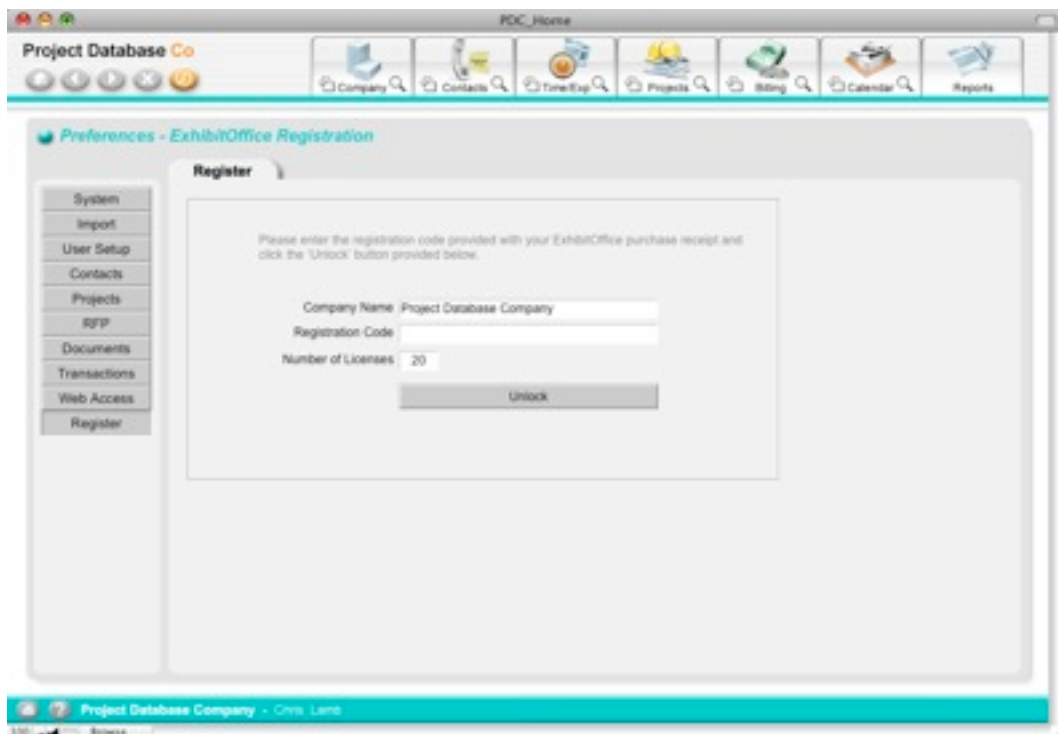 PDC_Home
Project Database Co
Company
Contacts
Time/Exp
Projects
Billing
Calendar
Reports
Preferences - ExhibitOffice Registration
Register
System
Import
User Setup
Contacts
Projects
RFP
Documents
Transactions
Web Access
Register
Please enter the registration code provided with your ExhibitOffice purchase receipt and
click the 'Unlock' button provided below.
Company Name Project Database Company
Registration Code
Number of Licenses 20
Unlock
Project Database Company - Chris Lamb
100
Browse